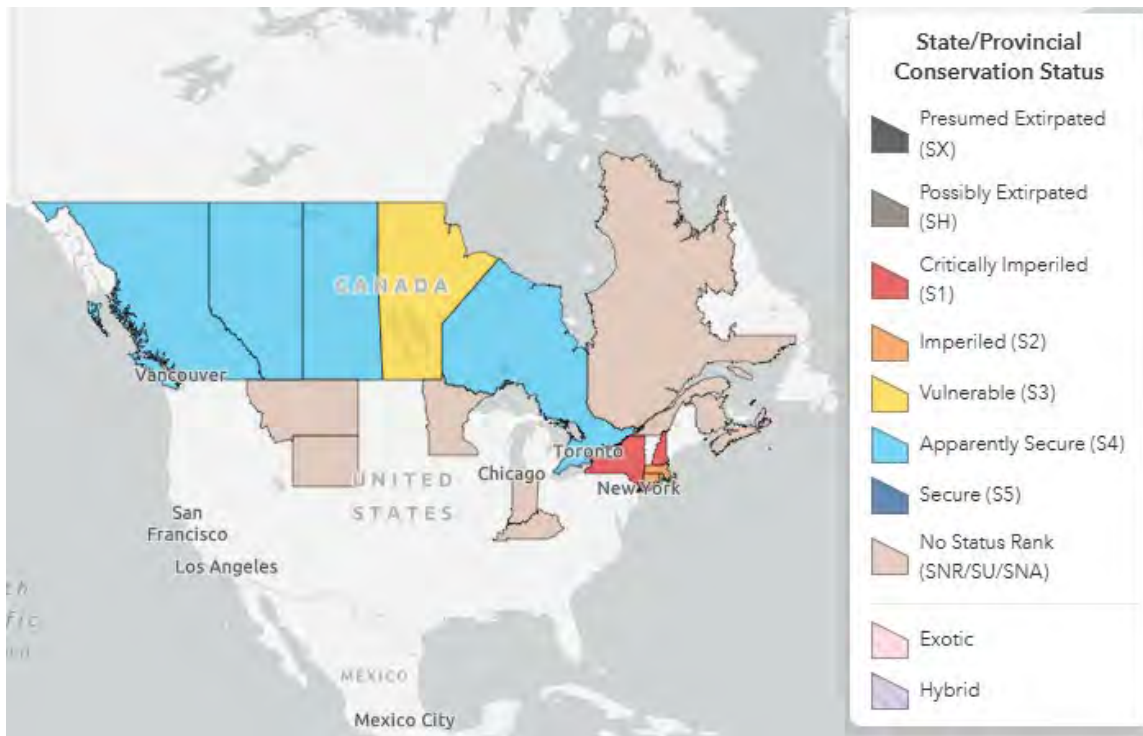 CANADA
Vancouver
Toronto
Chicago
New York
UNITED
STATES
San
Francisco
Los Angeles
MÉXICO
Mexico City
State/Provincial
Conservation Status
Presumed Extirpated
(SX)
Possibly Extirpated
(SH)
Critically Imperiled
(S1)
Imperiled (S2)
Vulnerable (S3)
Apparently Secure (S4)
Secure (S5)
No Status Rank
(SNR/SU/SNA)
Exotic
Hybrid